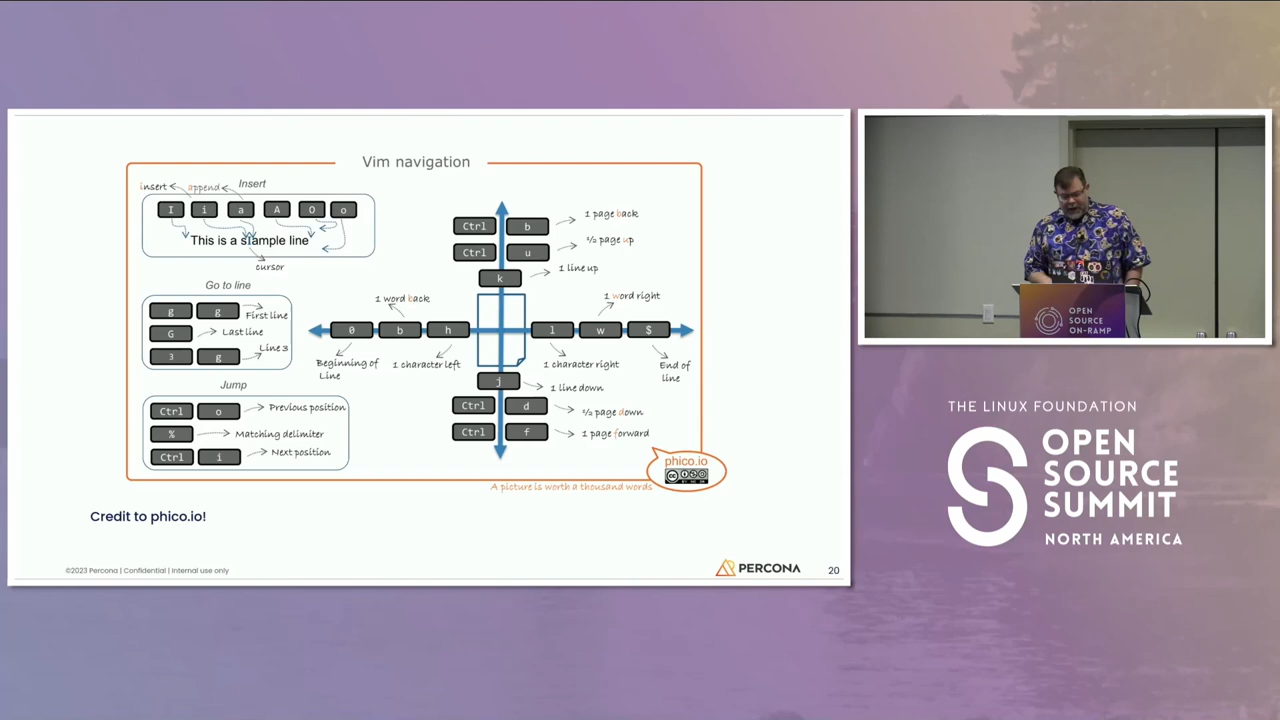 Vim navigation
insert append Insert
I i a A O o
This is a sample line
cursor
Go to line
g g First line
G Last line
3 g Line 3
Jump
Ctrl o Previous position
% Matching delimiter
Ctrl i Next position
Ctrl b 1 page back
Ctrl u ½ page up
k 1 line up
1 word back
1 word right
0 b h l w $
Beginning of
Line
1 character left
1 character right
End of
line
j 1 line down
Ctrl d ½ page down
Ctrl f 1 page forward
phico.io
A picture is worth a thousand words
Credit to phico.io!
©2023 Percona | Confidential | Internal use only
PERCONA
20
OPEN
SOURCE
ON-RAMP
THE LINUX FOUNDATION
OPEN
SOURCE
SUMMIT
NORTH AMERICA